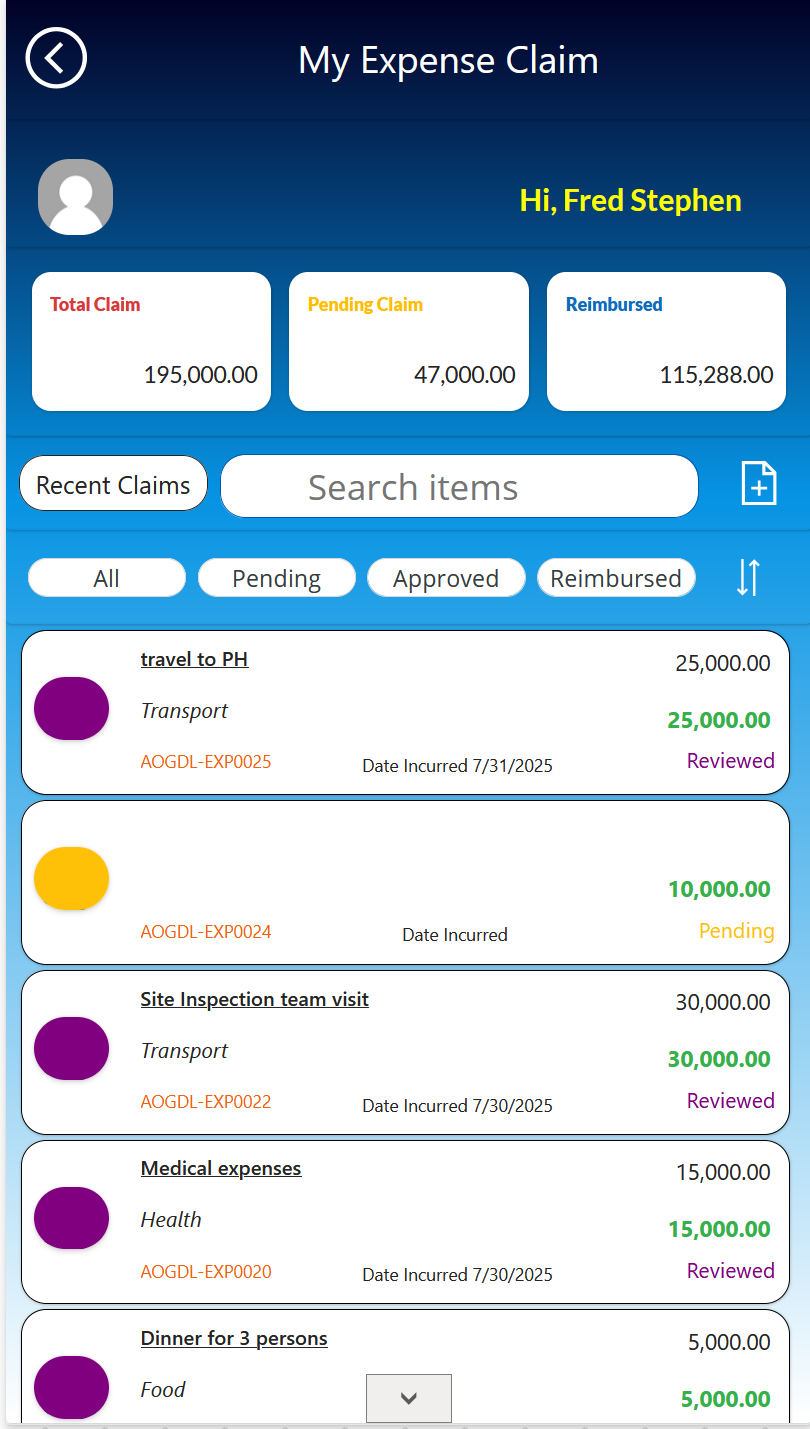 My Expense Claim
Hi, Fred Stephen
Total Claim
195,000.00
Pending Claim
47,000.00
Reimbursed
115,288.00
Recent Claims
Search items
All
Pending
Approved
Reimbursed
travel to PH
25,000.00
Transport
25,000.00
AOGDL-EXP0025
Date Incurred 7/31/2025
Reviewed
10,000.00
AOGDL-EXP0024
Date Incurred
Pending
Site Inspection team visit
30,000.00
Transport
30,000.00
AOGDL-EXP0022
Date Incurred 7/30/2025
Reviewed
Medical expenses
15,000.00
Health
15,000.00
AOGDL-EXP0020
Date Incurred 7/30/2025
Reviewed
Dinner for 3 persons
5,000.00
Food
5,000.00